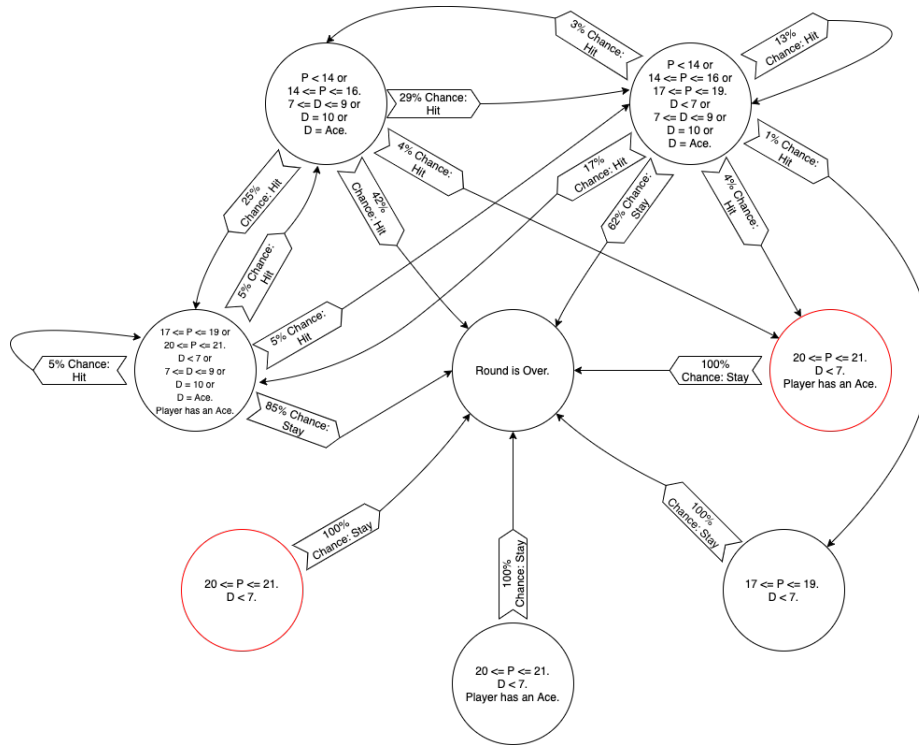 3% Chance:
Hit
13%
Chance: Hit
P < 14 or
14 <= P <= 16.
7 <= D <= 9 or
D = 10 or
D = Ace.
29% Chance:
Hit
P < 14 or
14 <= P <= 16 or
17 <= P <= 19.
D < 7 or
7 <= D <= 9 or
D = 10 or
D = Ace.
25%
Chance: Hit
5% Chance:
Hit
42%
Chance: Hit
4% Chance:
Hit
17%
Chance: Hit
62% Chance:
Stay
4% Chance:
Hit
1% Chance:
Hit
5% Chance:
Hit
17 <= P <= 19 or
20 <= P <= 21.
D < 7 or
7 <= D <= 9 or
D = 10 or
D = Ace.
Player has an Ace.
5% Chance:
Hit
85% Chance:
Stay
Round is Over.
100%
Chance: Stay
20 <= P <= 21.
D < 7.
Player has an Ace.
20 <= P <= 21.
D < 7.
100%
Chance: Stay
100%
Chance: Stay
100%
Chance: Stay
17 <= P <= 19.
D < 7.
20 <= P <= 21.
D < 7.
Player has an Ace.